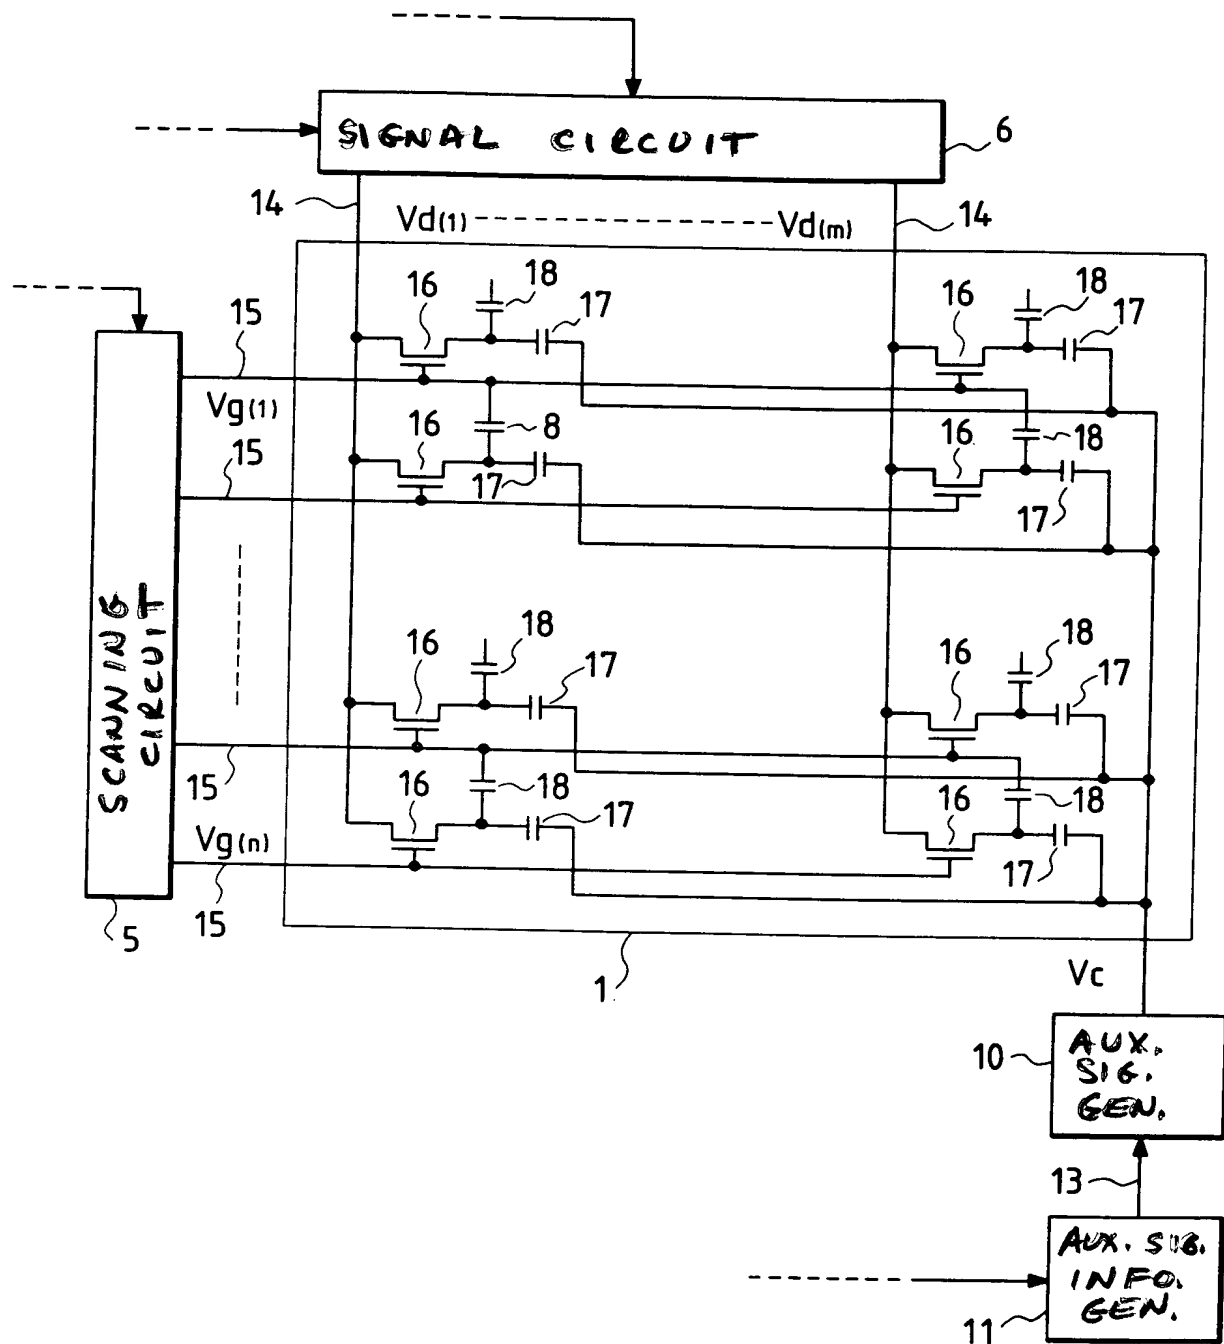 SIGNAL CIRCUIT
6
14
Vd(1)
Vd(m)
14
16
18
17
16
18
17
15
Vg(1)
16
8
16
18
15
17
17
SCANNING
CIRCUIT
16
18
17
16
18
17
15
16
18
17
16
18
17
Vg(n)
15
5
1
Vc
10
AUX.
SIG.
GEN.
13
AUX. SIG.
INFO.
GEN.
11